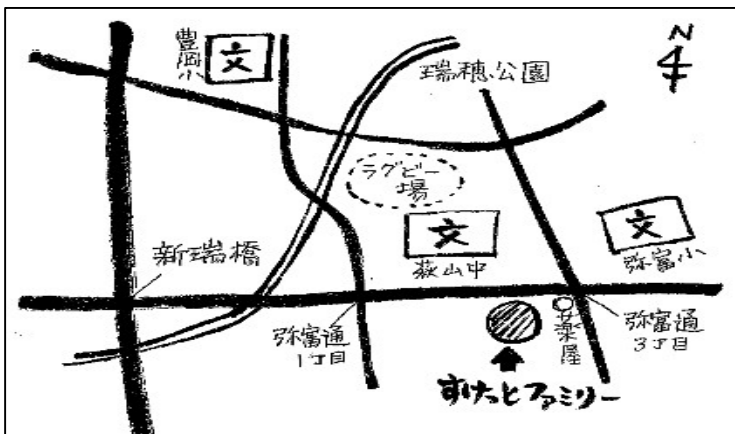 豊岡小
文
瑞穂公園
N
ラグビー
場
文
萩山中
文
弥富小
新瑞橋
弥富通
1丁目
安楽屋
弥富通
3丁目
すけっとファミリー